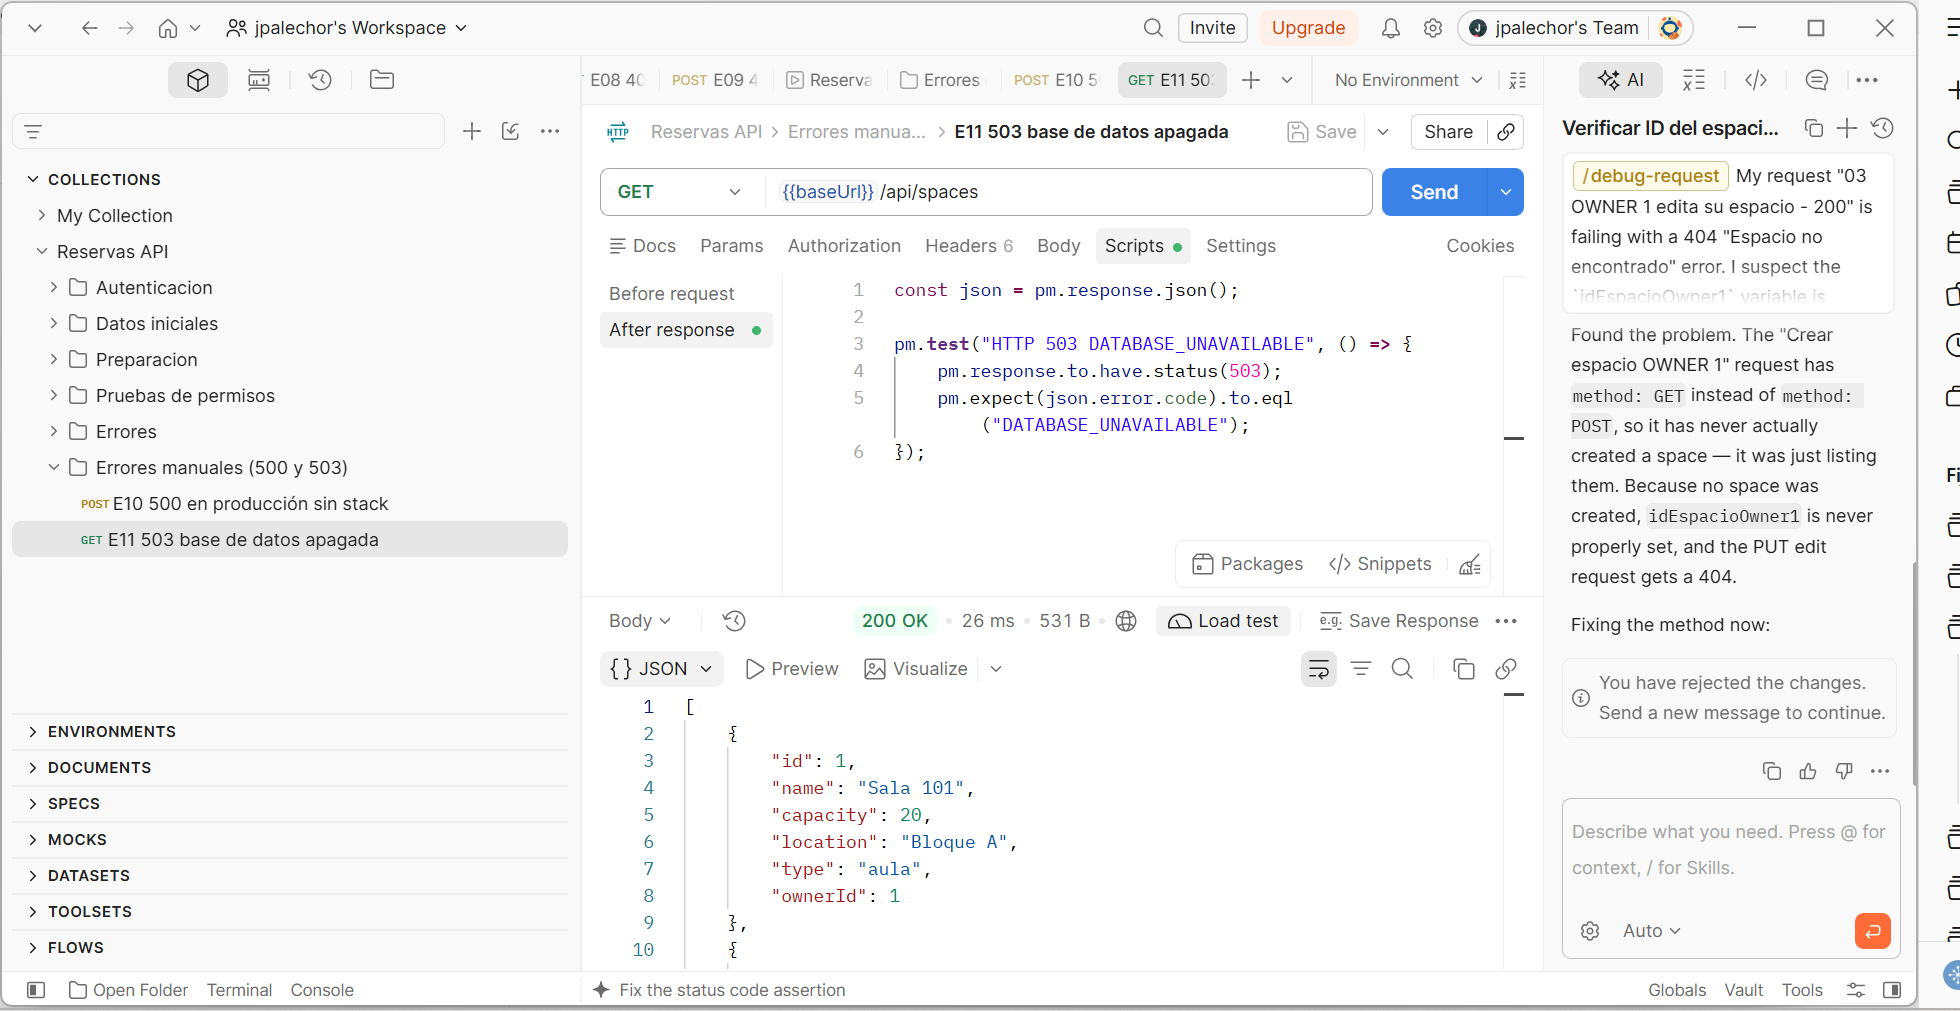 jpalechor's Workspace
Invite
Upgrade
jpalechor's Team
E08 40
POST E09 4
Reserva
Errores
POST E10 5
GET E11 50
No Environment
AI
COLLECTIONS
My Collection
Reservas API
Autenticacion
Datos iniciales
Preparacion
Pruebas de permisos
Errores
Errores manuales (500 y 503)
POST E10 500 en producción sin stack
GET E11 503 base de datos apagada
ENVIRONMENTS
DOCUMENTS
SPECS
MOCKS
DATASETS
TOOLSETS
FLOWS
HTTP Reservas API > Errores manua... > E11 503 base de datos apagada
Save
Share
GET
{{baseUrl}} /api/spaces
Send
Docs
Params
Authorization
Headers 6
Body
Scripts
Settings
Cookies
Before request
After response
1 const json = pm.response.json();
2
3 pm.test("HTTP 503 DATABASE_UNAVAILABLE", () => {
4 pm.response.to.have.status(503);
5 pm.expect(json.error.code).to.eql
("DATABASE_UNAVAILABLE");
6 });
Packages
</> Snippets
Body
200 OK • 26 ms • 531 B
Load test
e.g. Save Response
{} JSON
Preview
Visualize
1 [
2 {
3 "id": 1,
4 "name": "Sala 101",
5 "capacity": 20,
6 "location": "Bloque A",
7 "type": "aula",
8 "ownerId": 1
9 },
10 {
Verificar ID del espaci...
/debug-request My request "03
OWNER 1 edita su espacio - 200" is
failing with a 404 "Espacio no
encontrado" error. I suspect the
`idEspacioOwner1` variable is
Found the problem. The "Crear
espacio OWNER 1" request has
method: GET instead of method:
POST, so it has never actually
created a space — it was just listing
them. Because no space was
created, idEspacioOwner1 is never
properly set, and the PUT edit
request gets a 404.
Fixing the method now:
You have rejected the changes.
Send a new message to continue.
Describe what you need. Press @ for
context, / for Skills.
Auto
Open Folder
Terminal
Console
Fix the status code assertion
Globals
Vault
Tools